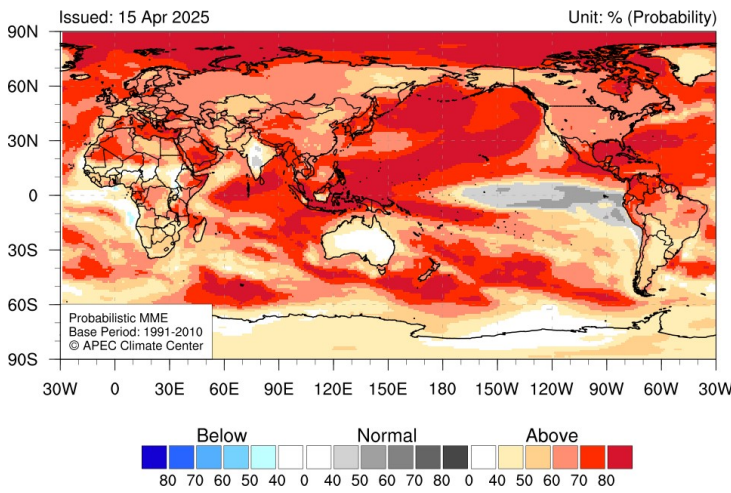 Issued: 15 Apr 2025 Unit: % (Probability)
90N
60N
30N
0
30S
60S
90S
Probabilistic MME
Base Period: 1991-2010
© APEC Climate Center
30W 0 30E 60E 90E 120E 150E 180 150W 120W 90W 60W 30W
Below Normal Above
80 70 60 50 40 0 40 50 60 70 80 0 40 50 60 70 80